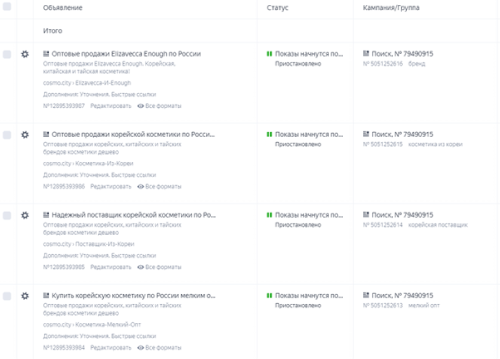 Объявление Статус Кампания/Группа
Итого
Оптовые продажи Elizavecca Enough по России Показы начнутся по... Поиск, № 79490915
Оптовые продажи Elizavecca Enough. Корейская, Приостановлено № 5051252616 бренд
китайская и тайская косметика!
cosmo.city › Elizavecca-И-Enough
Дополнения: Уточнения, Быстрые ссылки
№12895393987 Редактировать Все форматы
Оптовые продажи корейской косметики по Росси... Показы начнутся по... Поиск, № 79490915
Оптовые продажи корейских, китайских и тайских Приостановлено № 5051252615 косметика из кореи
брендов косметики дешево
cosmo.city › Косметика-Из-Кореи
Дополнения: Уточнения, Быстрые ссылки
№12895393986 Редактировать Все форматы
Надежный поставщик корейской косметики по Ро... Показы начнутся по... Поиск, № 79490915
Оптовые продажи корейских, китайских и тайских Приостановлено № 5051252614 корейская поставщик
брендов косметики дешево
cosmo.city › Поставщик-Из-Кореи
Дополнения: Уточнения, Быстрые ссылки
№12895393985 Редактировать Все форматы
Купить корейскую косметику по России мелким о... Показы начнутся по... Поиск, № 79490915
Оптовые продажи корейских, китайских и тайских Приостановлено № 5051252613 мелкий опт
брендов косметики дешево
cosmo.city › Косметика-Мелкий-Опт
Дополнения: Уточнения, Быстрые ссылки
№12895393984 Редактировать Все форматы